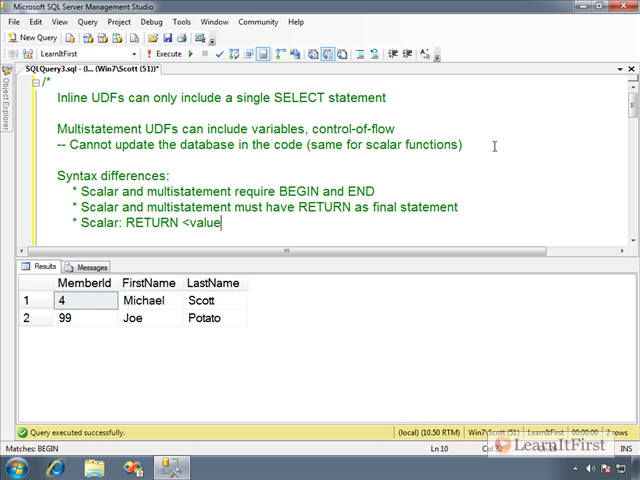 Microsoft SQL Server Management Studio
File Edit View Query Project Debug Tools Window Community Help
New Query
LearnItFirst Execute
Object Explorer
SQLQuery3.sql - (l... (Win7\Scott (51))*
/*
Inline UDFs can only include a single SELECT statement
Multistatement UDFs can include variables, control-of-flow
-- Cannot update the database in the code (same for scalar functions)
Syntax differences:
* Scalar and multistatement require BEGIN and END
* Scalar and multistatement must have RETURN as final statement
* Scalar: RETURN <value
Results Messages
MemberId FirstName LastName
1 4 Michael Scott
2 99 Joe Potato
Query executed successfully. (local) (10.50 RTM) Win7\Scott (51) LearnItFirst 00:00:00 2 rows
Matches: BEGIN Ln 10 INS
LearnItFirst